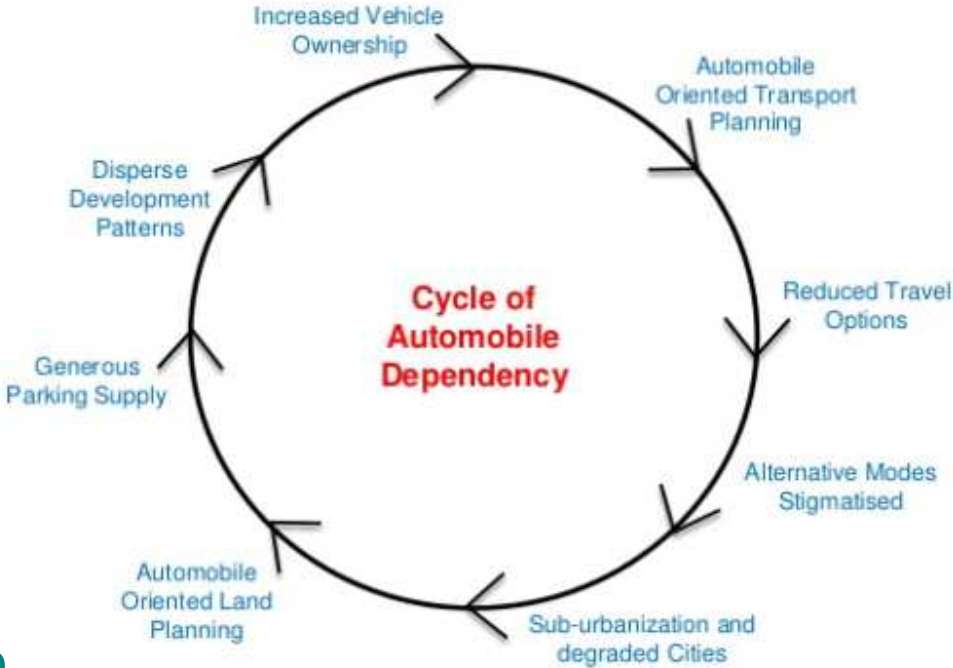 Increased Vehicle
Ownership
Automobile
Oriented Transport
Planning
Reduced Travel
Options
Alternative Modes
Stigmatised
Sub-urbanization and
degraded Cities
Automobile
Oriented Land
Planning
Generous
Parking Supply
Disperse
Development
Patterns
Cycle of
Automobile
Dependency